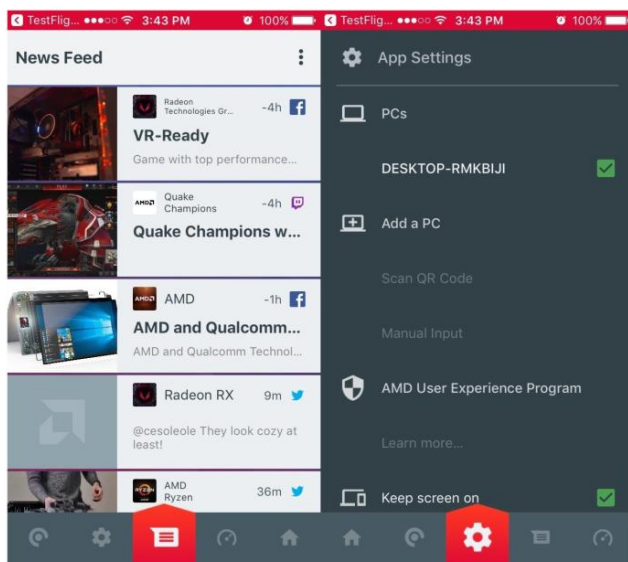 TestFlig... 3:43 PM 100%
News Feed
Radeon
Technologies Gr... -4h
VR-Ready
Game with top performance...
AMD
Quake
Champions -4h
Quake Champions w...
AMD -1h
AMD and Qualcomm...
AMD and Qualcomm Technol...
Radeon RX 9m
@cesoleole They look cozy at
least!
RYZEN
AMD
Ryzen 36m
TestFlig... 3:43 PM 100%
App Settings
PCs
DESKTOP-RMKBIJI
Add a PC
Scan QR Code
Manual Input
AMD User Experience Program
Learn more...
Keep screen on